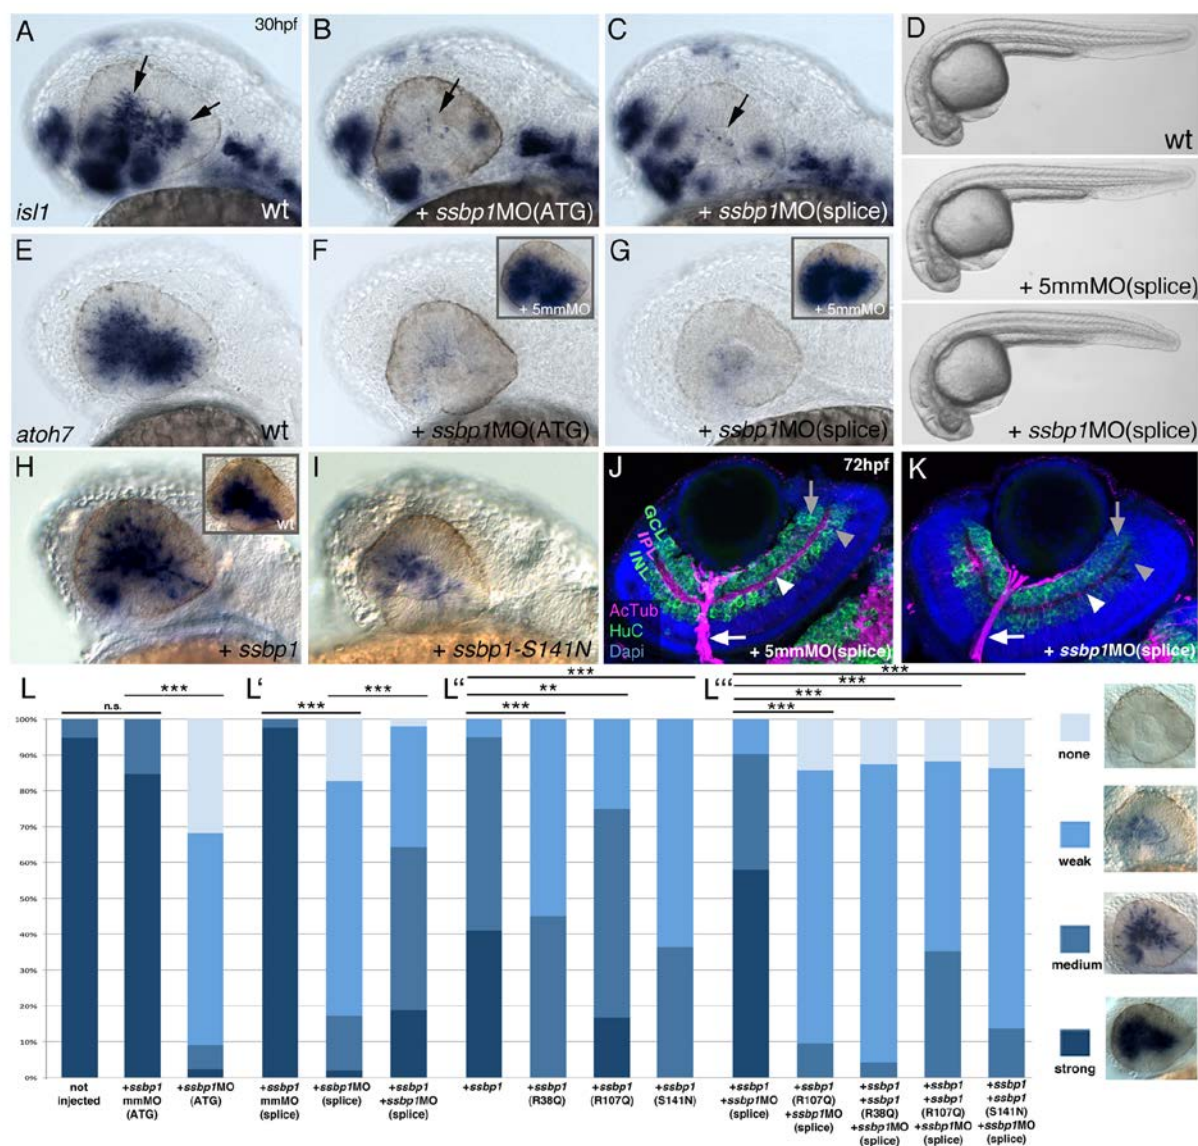 A
30hpf
B
C
D
isl1
wt
+ ssbp1MO(ATG)
+ ssbp1MO(splice)
wt
+ 5mmMO(splice)
+ ssbp1MO(splice)
E
F
G
+ 5mmMO
+ 5mmMO
atoh7
wt
+ ssbp1MO(ATG)
+ ssbp1MO(splice)
H
wt
I
J
72hpf
K
GCL
IPL
INL
AcTub
HuC
Dapi
+ ssbp1
+ ssbp1-S141N
+ 5mmMO(splice)
+ ssbp1MO(splice)
L
n.s.
***
L'
***
***
L''
***
**
***
L'''
***
***
***
***
100%
90%
80%
70%
60%
50%
40%
30%
20%
10%
0%
not
injected
+ssbp1
mmMO
(ATG)
+ssbp1MO
(ATG)
+ssbp1
mmMO
(splice)
+ssbp1MO
(splice)
+ssbp1
+ssbp1MO
(splice)
+ssbp1
+ssbp1
(R38Q)
+ssbp1
(R107Q)
+ssbp1
(S141N)
+ssbp1
+ssbp1MO
(splice)
+ssbp1
(R107Q)
+ssbp1MO
(splice)
+ssbp1
+ssbp1
(R38Q)
+ssbp1MO
(splice)
+ssbp1
+ssbp1
(R107Q)
+ssbp1MO
(splice)
+ssbp1
+ssbp1
(S141N)
+ssbp1MO
(splice)
none
weak
medium
strong